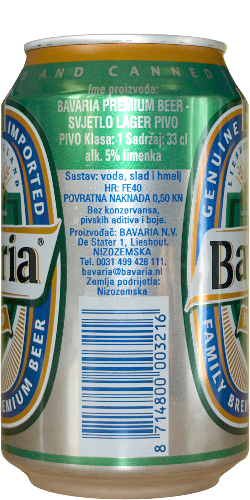 AND CANNED
Ime proizvoda:
BAVARIA PREMIUM BEER -
SVJETLO LAGER PIVO
PIVO Klasa: 1 Sadržaj: 33 cl
alk. 5% limenka
Sastav: voda, slad i hmelj
HR: FE40
POVRATNA NAKNADA 0,50 KN
Bez konzervansa,
pivskih aditiva i boje.
Proizvođač: BAVARIA N.V.
De Stater 1, Lieshout.
NIZOZEMSKA
Tel. 0031 499 428 111.
bavaria@bavaria.nl
Zemlja podrijetla:
Nizozemska
8 714800 003216
IMPORTED
ria®
PREMIUM BEER
GENUINE
Ba
FAMILY BREW